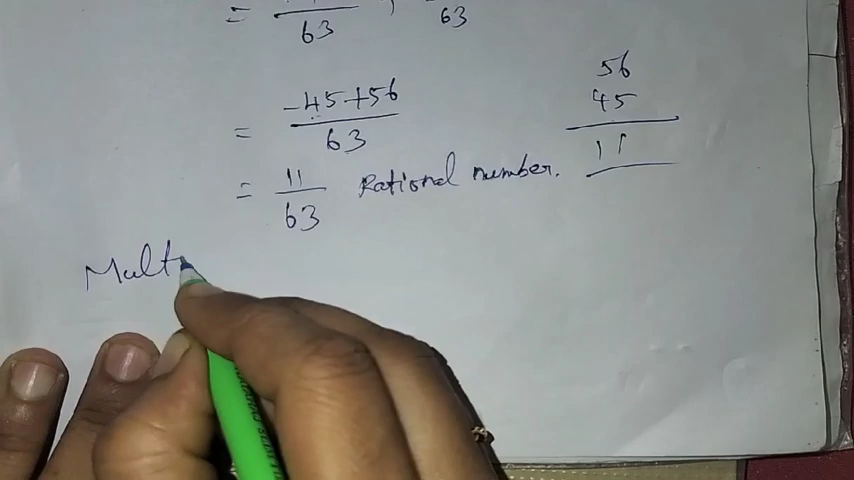 = 63 63
= -45+56 / 63
56
45
11
= 11/63 Rational number.
Mult